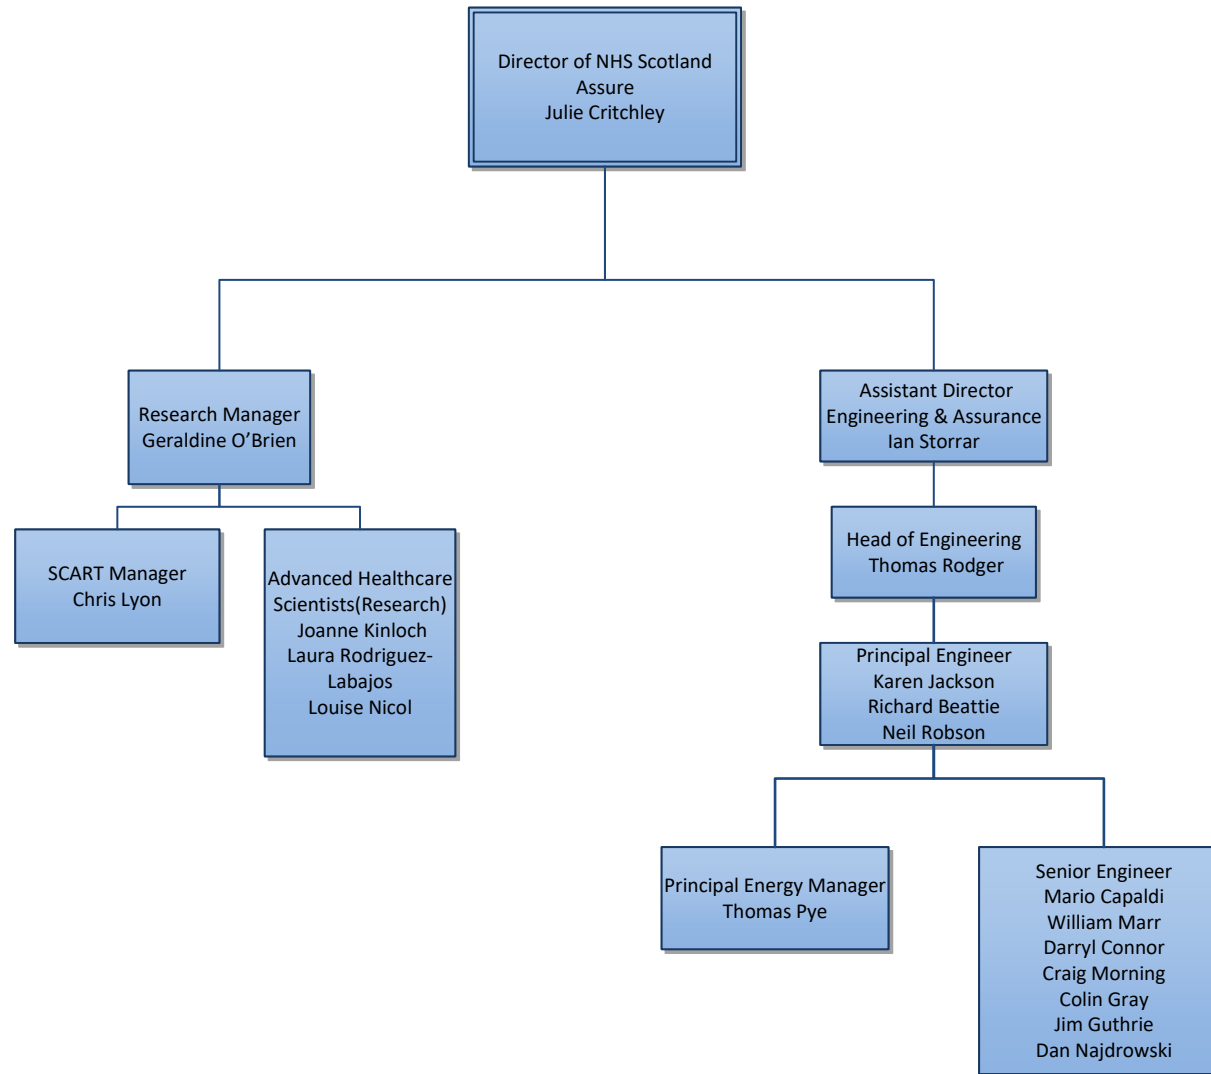 Director of NHS Scotland
Assure
Julie Critchley
Research Manager
Geraldine O’Brien
Assistant Director
Engineering & Assurance
Ian Storrar
SCART Manager
Chris Lyon
Advanced Healthcare
Scientists(Research)
Joanne Kinloch
Laura Rodriguez-
Labajos
Louise Nicol
Head of Engineering
Thomas Rodger
Principal Engineer
Karen Jackson
Richard Beattie
Neil Robson
Principal Energy Manager
Thomas Pye
Senior Engineer
Mario Capaldi
William Marr
Darryl Connor
Craig Morning
Colin Gray
Jim Guthrie
Dan Najdrowski